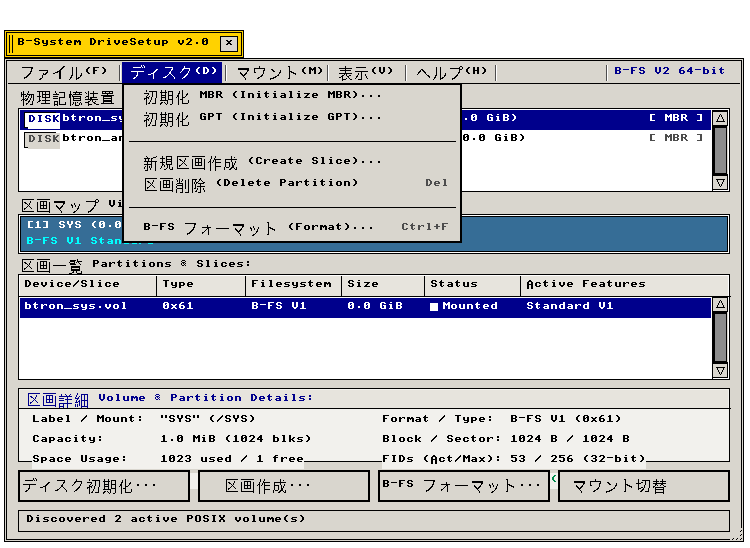 B-System DriveSetup v2.0 ×
ファイル(F) ディスク(D) マウント(M) 表示(V) ヘルプ(H) B-FS V2 64-bit
物理記憶装置
初期化 MBR (Initialize MBR)...
初期化 GPT (Initialize GPT)...
新規区画作成 (Create Slice)...
区画削除 (Delete Partition) Del
B-FS フォーマット (Format)... Ctrl+F
DISK .0 GiB) [ MBR ]
DISK 0.0 GiB) [ MBR ]
区画マップ
[1] SYS (0.0
B-FS V1
区画一覧 Partitions & Slices:
Device/Slice Type Filesystem Size Status Active Features
btron_sys.vol 0x61 B-FS V1 0.0 GiB Mounted Standard V1
区画詳細 Volume & Partition Details:
Label / Mount: "SYS" (/SYS) Format / Type: B-FS V1 (0x61)
Capacity: 1.0 MiB (1024 blks) Block / Sector: 1024 B / 1024 B
Space Usage: 1023 used / 1 free FIDs (Act/Max): 53 / 256 (32-bit)
ディスク初期化... 区画作成... B-FS フォーマット... マウント切替
Discovered 2 active POSIX volume(s)